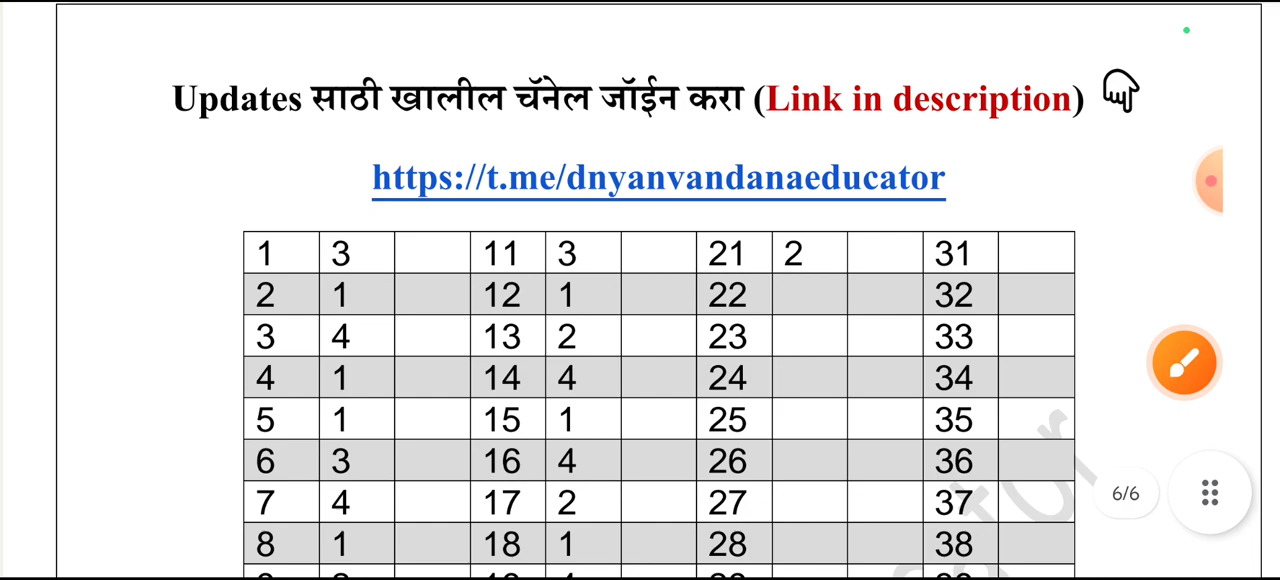 Updates साठी खालील चॅनेल जॉईन करा (Link in description)
https://t.me/dnyanvandanaeducator
1 3 11 3 21 2 31
2 1 12 1 22 32
3 4 13 2 23 33
4 1 14 4 24 34
5 1 15 1 25 35
6 3 16 4 26 36
7 4 17 2 27 37
8 1 18 1 28 38
6/6